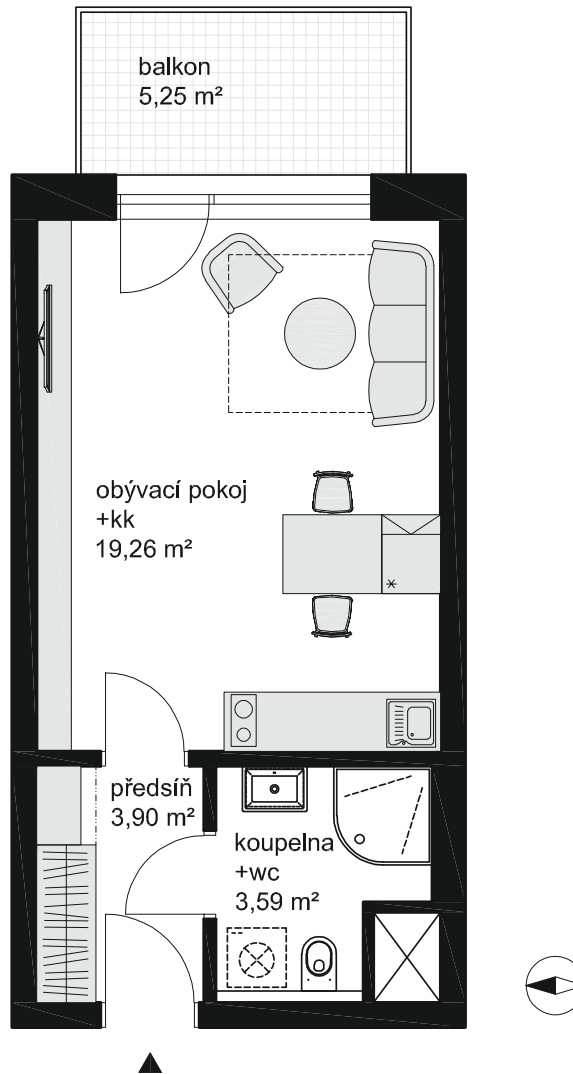 balkon
5,25 m²
obývací pokoj
+kk
19,26 m²
předsíň
3,90 m²
koupelna
+wc
3,59 m²